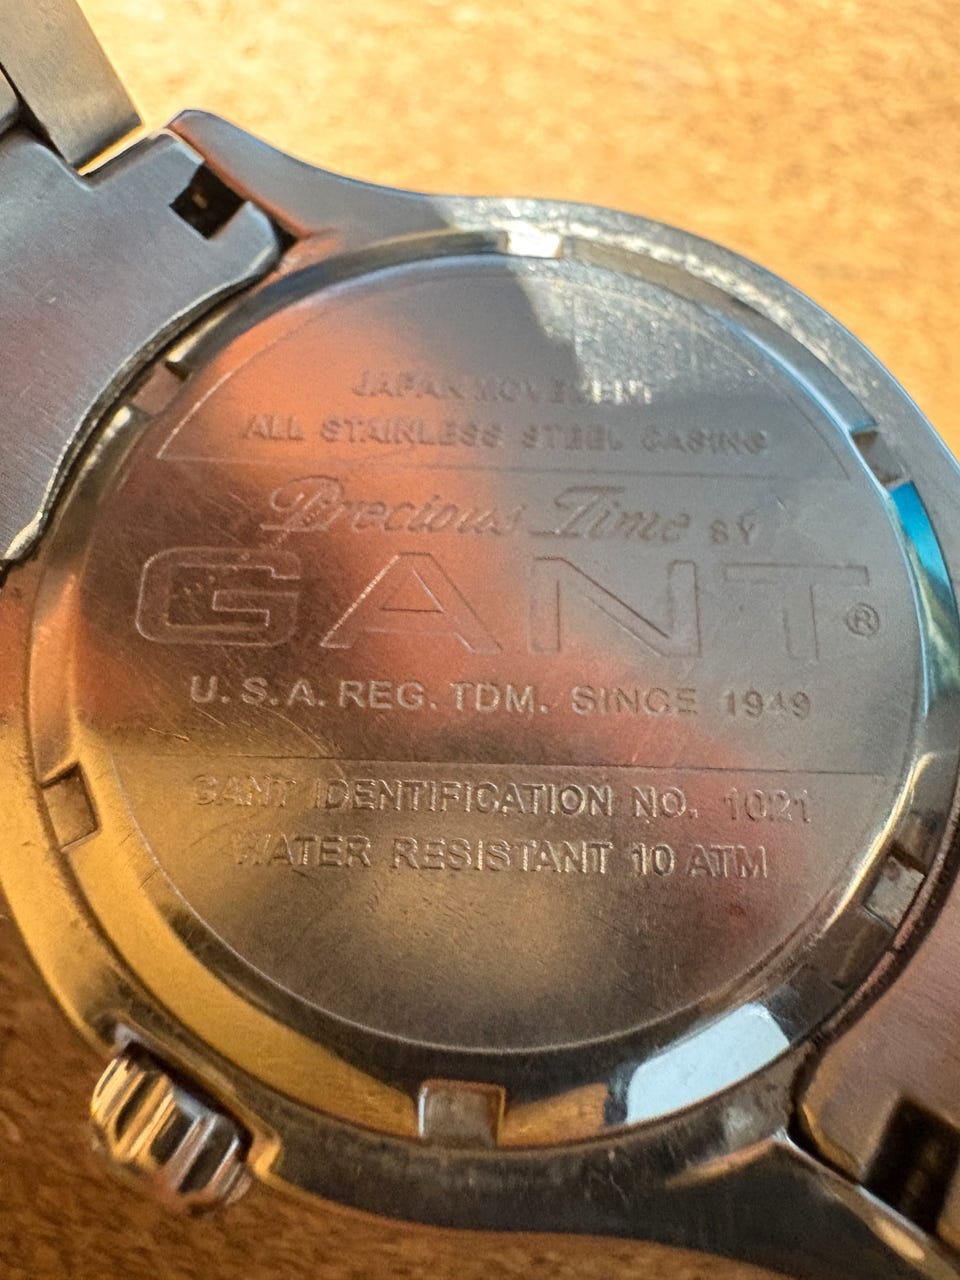 JAPAN MOVEMENT
ALL STAINLESS STEEL CASING
Precious Time BY
GANT®
U.S.A. REG. TDM. SINCE 1949
GANT IDENTIFICATION NO. 1021
WATER RESISTANT 10 ATM